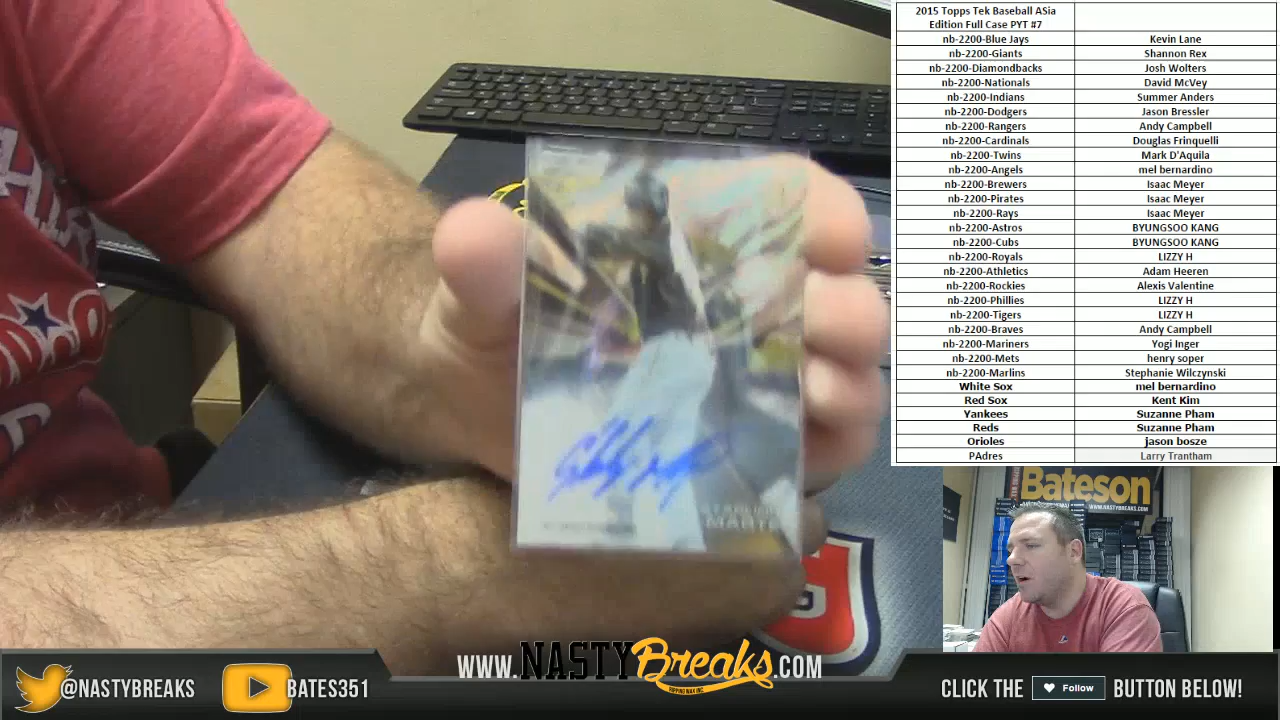 2015 Topps Tek Baseball ASia
Edition Full Case PYT #7
nb-2200-Blue Jays Kevin Lane
nb-2200-Giants Shannon Rex
nb-2200-Diamondbacks Josh Wolters
nb-2200-Nationals David McVey
nb-2200-Indians Summer Anders
nb-2200-Dodgers Jason Bressler
nb-2200-Rangers Andy Campbell
nb-2200-Cardinals Douglas Frinquelli
nb-2200-Twins Mark D'Aquila
nb-2200-Angels mel bernardino
nb-2200-Brewers Isaac Meyer
nb-2200-Pirates Isaac Meyer
nb-2200-Rays Isaac Meyer
nb-2200-Astros BYUNGSOO KANG
nb-2200-Cubs BYUNGSOO KANG
nb-2200-Royals LIZZY H
nb-2200-Athletics Adam Heeren
nb-2200-Rockies Alexis Valentine
nb-2200-Phillies LIZZY H
nb-2200-Tigers LIZZY H
nb-2200-Braves Andy Campbell
nb-2200-Mariners Yogi Inger
nb-2200-Mets henry soper
nb-2200-Marlins Stephanie Wilczynski
White Sox mel bernardino
Red Sox Kent Kim
Yankees Suzanne Pham
Reds Suzanne Pham
Orioles jason bosze
PAdres Larry Trantham
Bateson
WWW.NASTYBREAKS.COM
@NASTYBREAKS
BATES351
WWW.NASTYBreaks.COM
RIPPING WAX INC
CLICK THE Follow BUTTON BELOW!